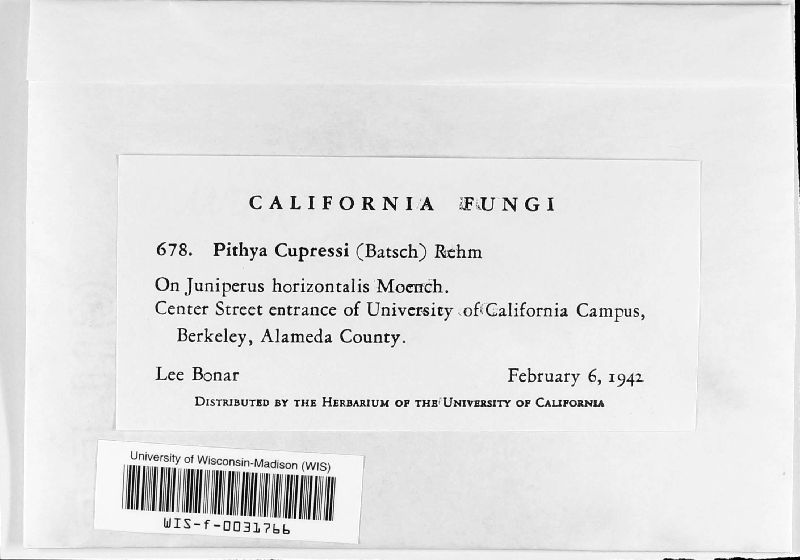 CALIFORNIA FUNGI
678. Pithya Cupressi (Batsch) Rehm
On Juniperus horizontalis Moench.
Center Street entrance of University of California Campus,
Berkeley, Alameda County.
Lee Bonar February 6, 1942
DISTRIBUTED BY THE HERBARIUM OF THE UNIVERSITY OF CALIFORNIA
University of Wisconsin-Madison (WIS)
WIS-f-0031766